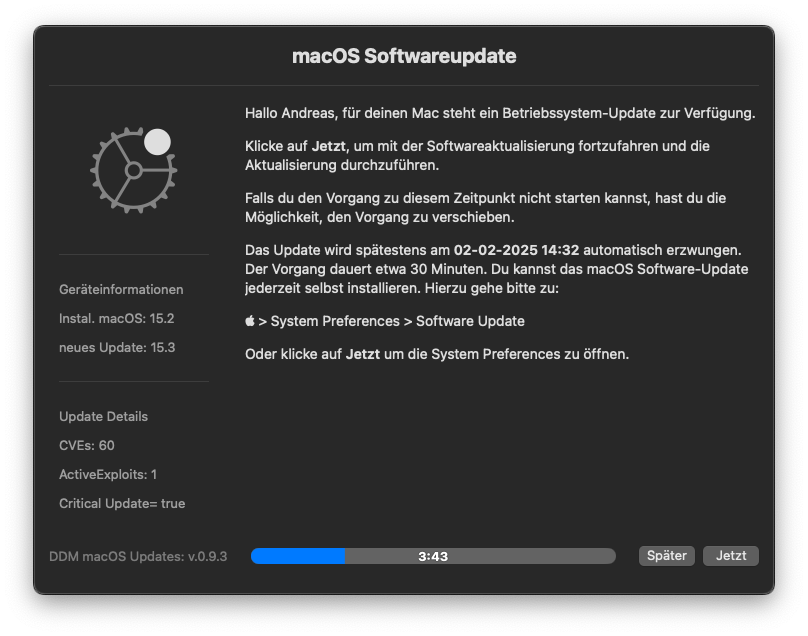 macOS Softwareupdate
Hallo Andreas, für deinen Mac steht ein Betriebssystem-Update zur Verfügung.
Klicke auf Jetzt, um mit der Softwareaktualisierung fortzufahren und die
Aktualisierung durchzuführen.
Falls du den Vorgang zu diesem Zeitpunkt nicht starten kannst, hast du die
Möglichkeit, den Vorgang zu verschieben.
Das Update wird spätestens am 02-02-2025 14:32 automatisch erzwungen.
Der Vorgang dauert etwa 30 Minuten. Du kannst das macOS Software-Update
jederzeit selbst installieren. Hierzu gehe bitte zu:
 > System Preferences > Software Update
Oder klicke auf Jetzt um die System Preferences zu öffnen.
Geräteinformationen
Instal. macOS: 15.2
neues Update: 15.3
Update Details
CVEs: 60
ActiveExploits: 1
Critical Update= true
DDM macOS Updates: v.0.9.3
3:43
Später
Jetzt